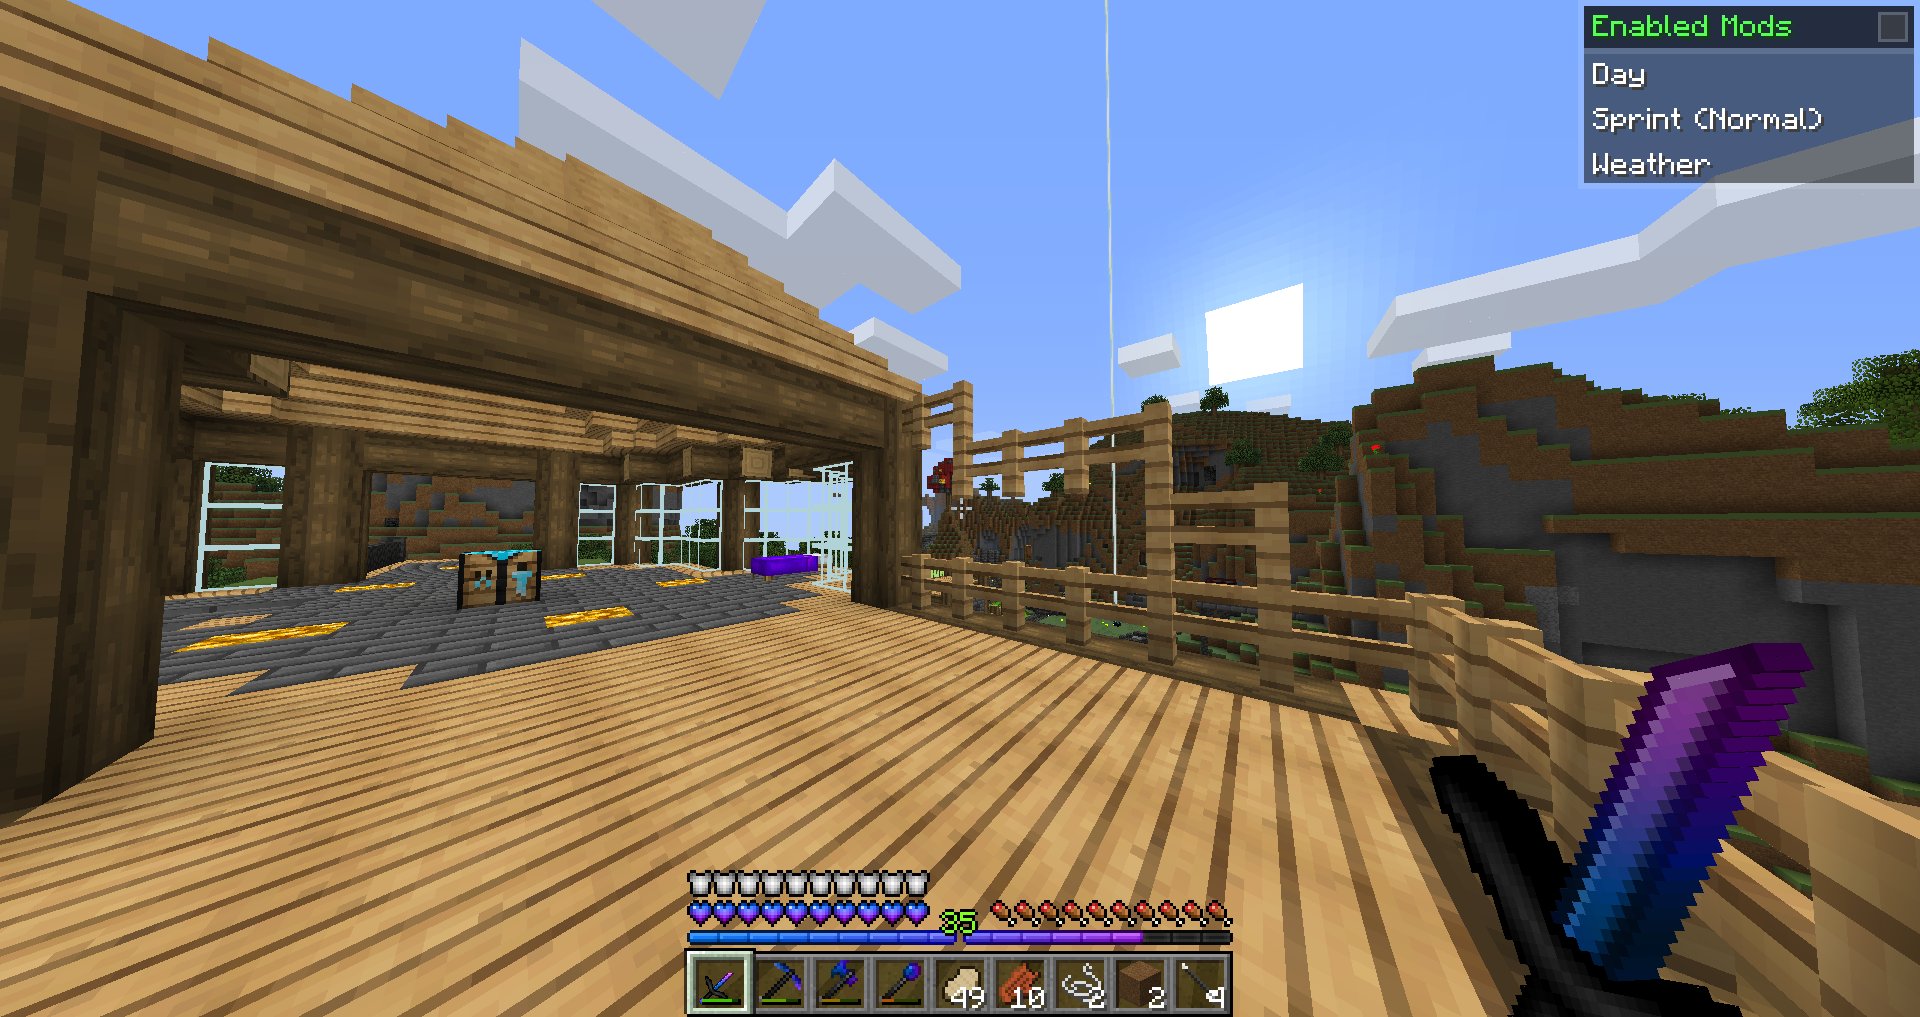 Enabled Mods
Day
Sprint (Normal)
Weather
35
49 10 2 2 4